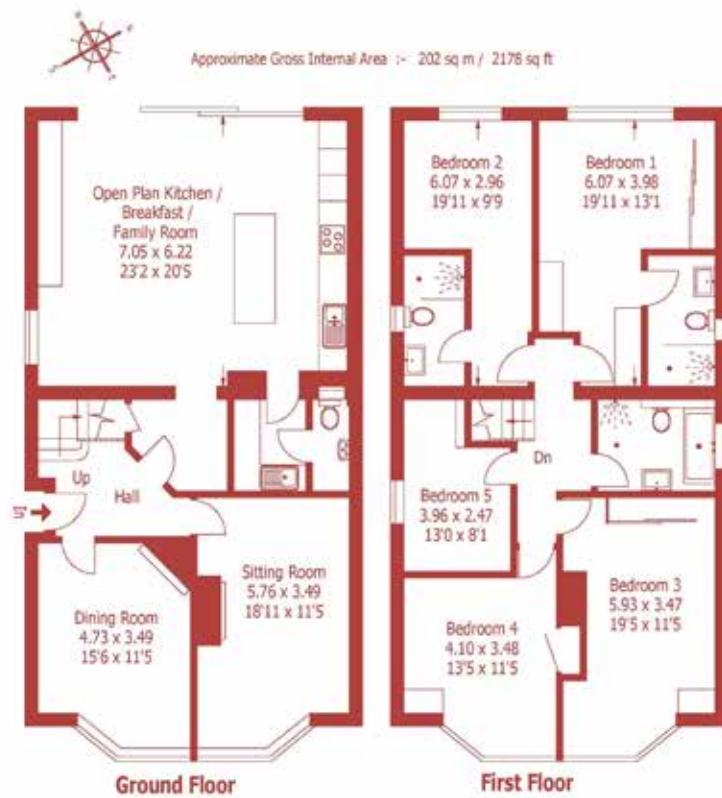 Approximate Gross Internal Area :- 202 sq m / 2178 sq ft
Open Plan Kitchen /
Breakfast /
Family Room
7.05 x 6.22
23'2 x 20'5
Up
Hall
In
Sitting Room
5.76 x 3.49
18'11 x 11'5
Dining Room
4.73 x 3.49
15'6 x 11'5
Ground Floor
Bedroom 2
6.07 x 2.96
19'11 x 9'9
Bedroom 1
6.07 x 3.98
19'11 x 13'1
Dn
Bedroom 5
3.96 x 2.47
13'0 x 8'1
Bedroom 3
5.93 x 3.47
19'5 x 11'5
Bedroom 4
4.10 x 3.48
13'5 x 11'5
First Floor